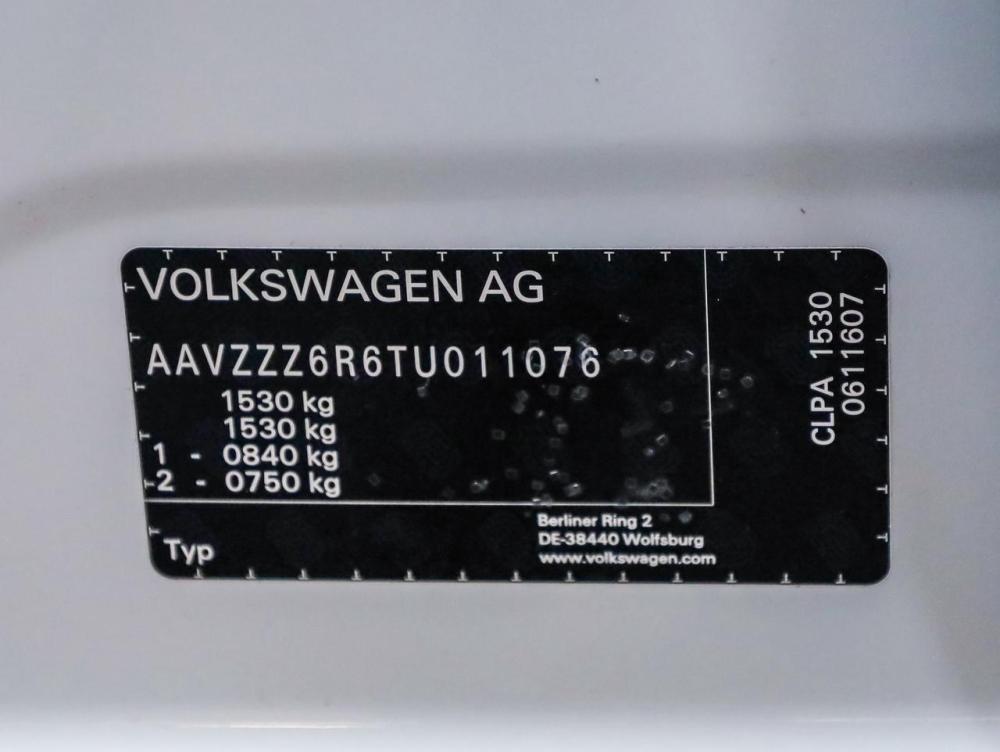 VOLKSWAGEN AG
AAVZZZ6R6TU011076
1530 kg
1530 kg
1 - 0840 kg
2 - 0750 kg
Typ
Berliner Ring 2
DE-38440 Wolfsburg
www.volkswagen.com
CLPA 1530
0611607